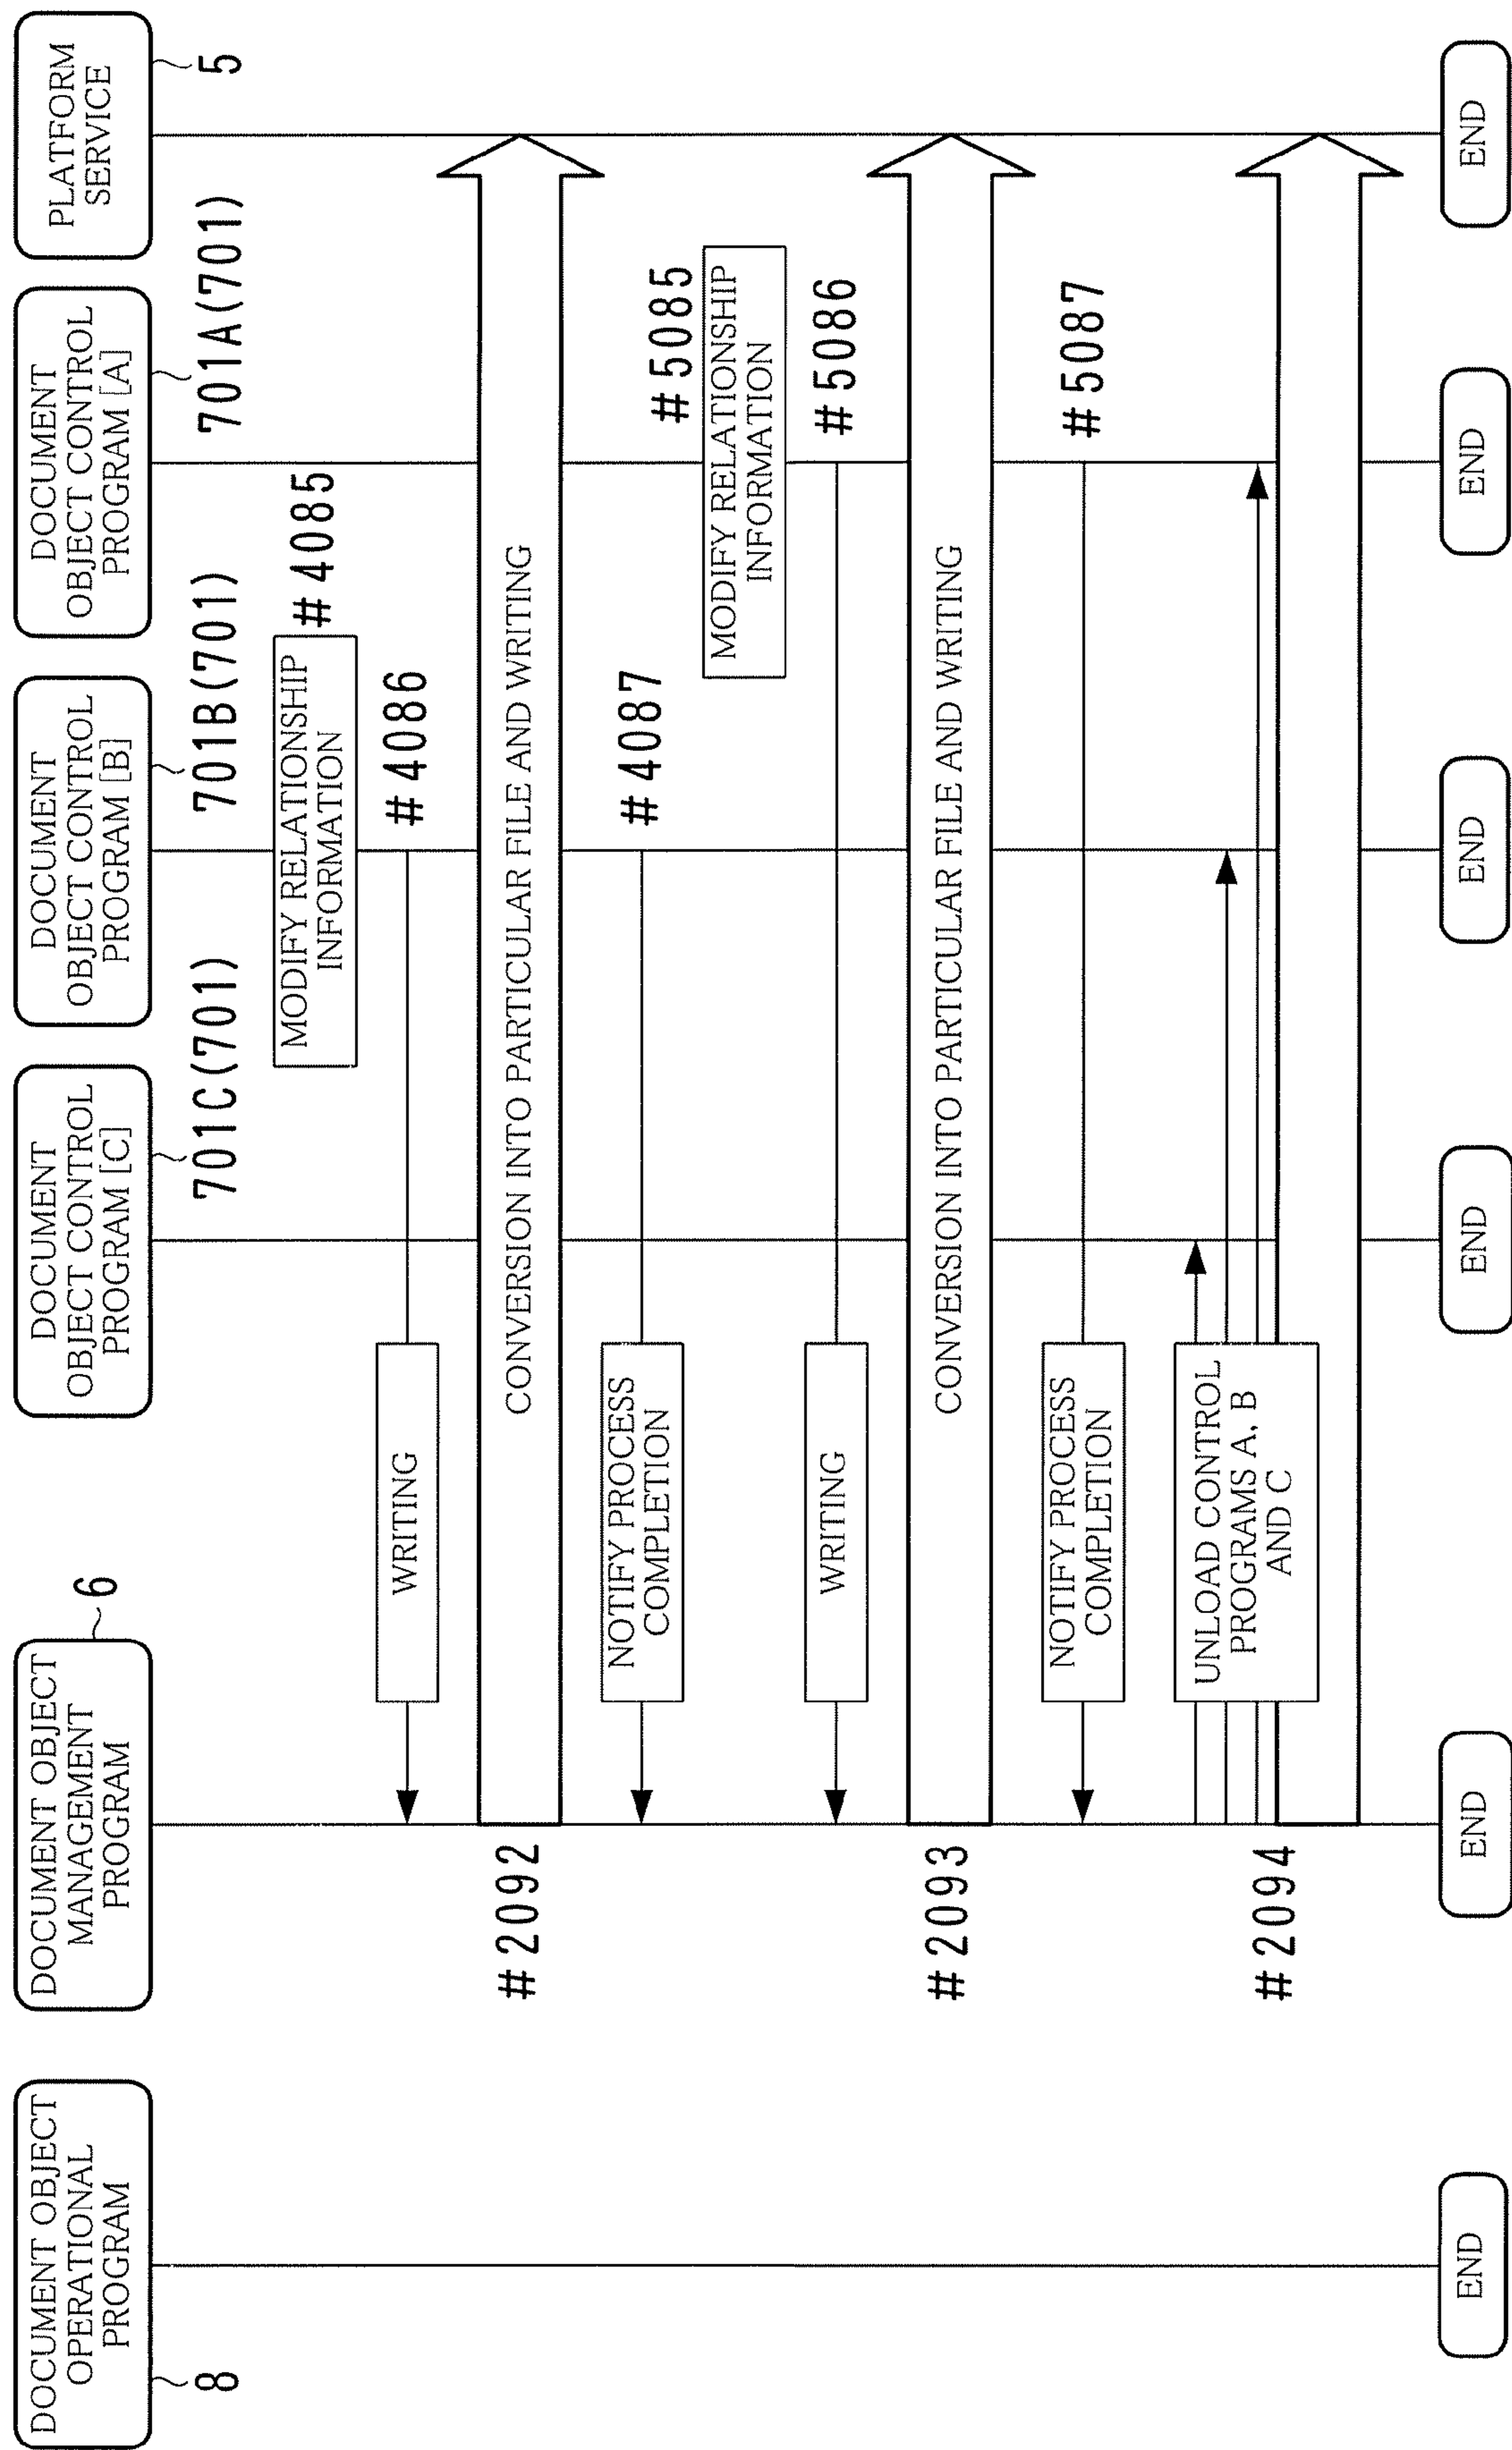 DOCUMENT OBJECT
OPERATIONAL
PROGRAM
8
DOCUMENT OBJECT
MANAGEMENT
PROGRAM
6
DOCUMENT
OBJECT CONTROL
PROGRAM [C]
701C(701)
DOCUMENT
OBJECT CONTROL
PROGRAM [B]
701B(701)
DOCUMENT
OBJECT CONTROL
PROGRAM [A]
701A(701)
PLATFORM
SERVICE
5
MODIFY RELATIONSHIP
INFORMATION
#4085
WRITING
#4086
#2092
CONVERSION INTO PARTICULAR FILE AND WRITING
NOTIFY PROCESS
COMPLETION
#4087
MODIFY RELATIONSHIP
INFORMATION
#5085
WRITING
#5086
#2093
CONVERSION INTO PARTICULAR FILE AND WRITING
NOTIFY PROCESS
COMPLETION
#5087
UNLOAD CONTROL
PROGRAMS A, B
AND C
#2094
END
END
END
END
END
END